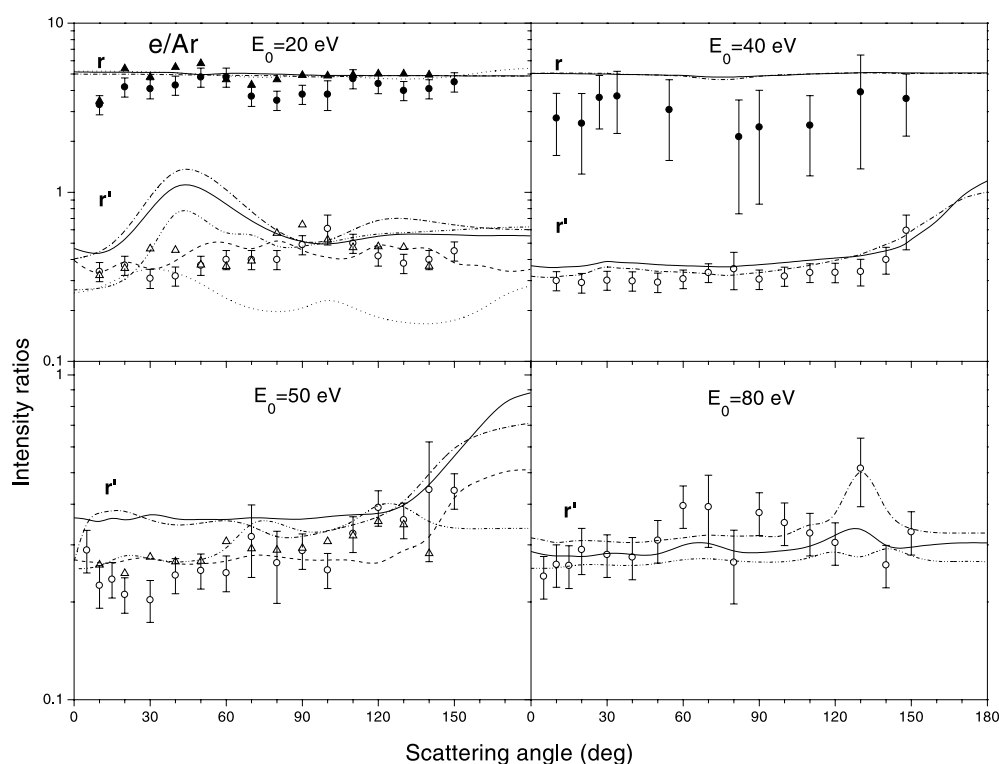 e/Ar
E0=20 eV
r
r'
E0=40 eV
r
r'
E0=50 eV
r'
E0=80 eV
r'
10
1
0.1
1
0.1
0 30 60 90 120 150 0 30 60 90 120 150 180
Intensity ratios
Scattering angle (deg)